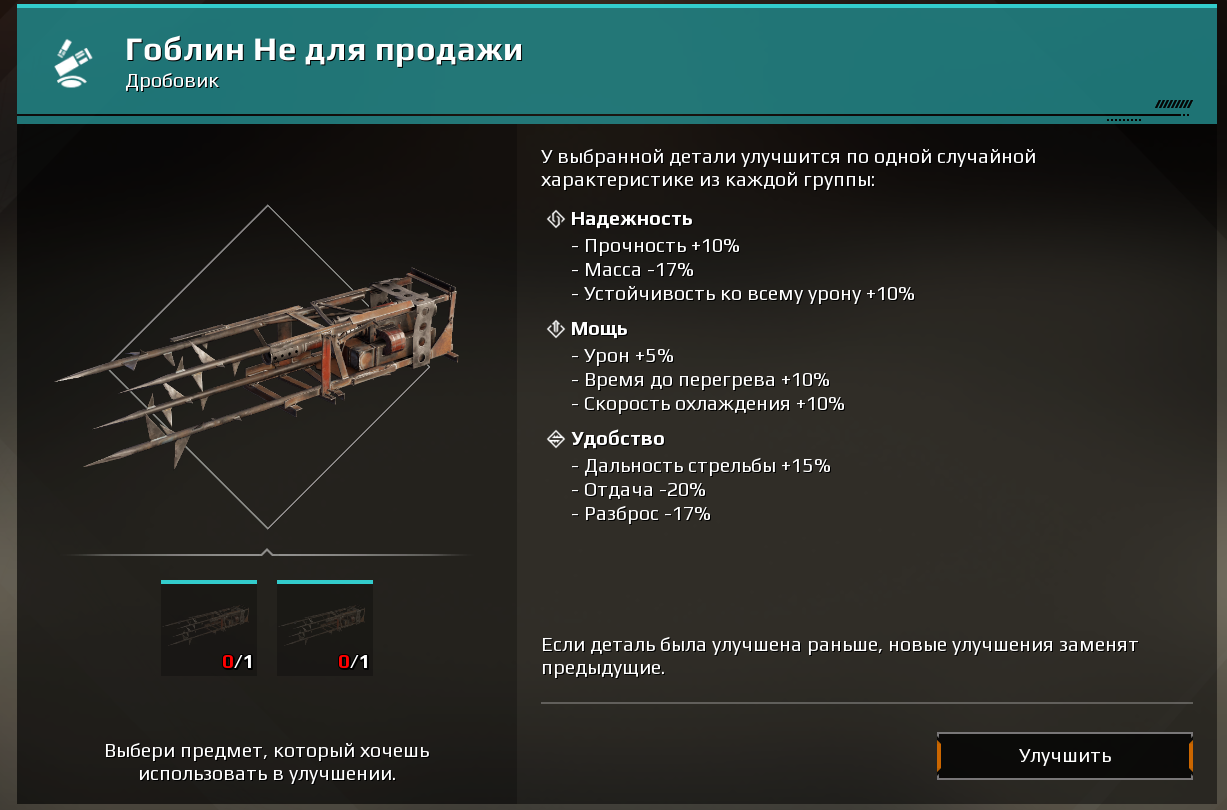 Гоблин Не для продажи
Дробовик
У выбранной детали улучшится по одной случайной
характеристике из каждой группы:
Надежность
- Прочность +10%
- Масса -17%
- Устойчивость ко всему урону +10%
Мощь
- Урон +5%
- Время до перегрева +10%
- Скорость охлаждения +10%
Удобство
- Дальность стрельбы +15%
- Отдача -20%
- Разброс -17%
0/1
0/1
Если деталь была улучшена раньше, новые улучшения заменят
предыдущие.
Выбери предмет, который хочешь
использовать в улучшении.
Улучшить